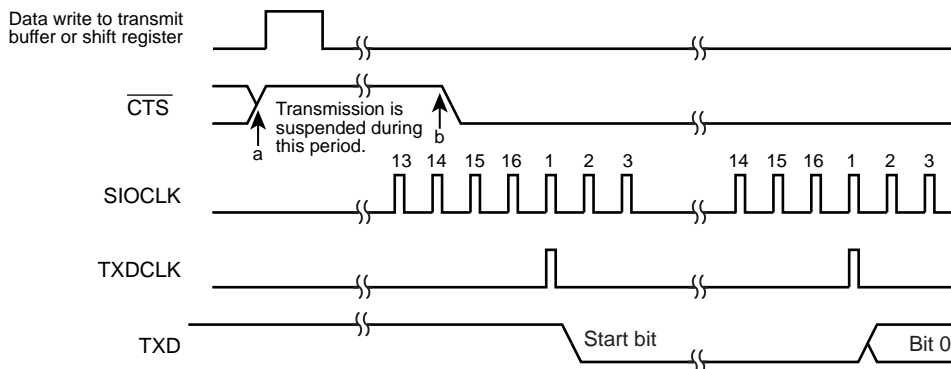 Data write to transmit
buffer or shift register
CTS
Transmission is
suspended during
this period.
a
b
13 14 15 16 1 2 3 14 15 16 1 2 3
SIOCLK
TXDCLK
TXD
Start bit
Bit 0